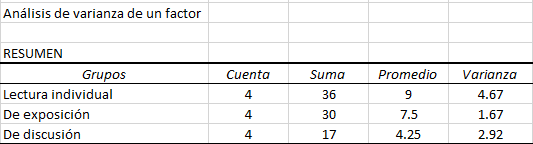 Análisis de varianza de un factor
RESUMEN
Grupos Cuenta Suma Promedio Varianza
Lectura individual 4 36 9 4.67
De exposición 4 30 7.5 1.67
De discusión 4 17 4.25 2.92